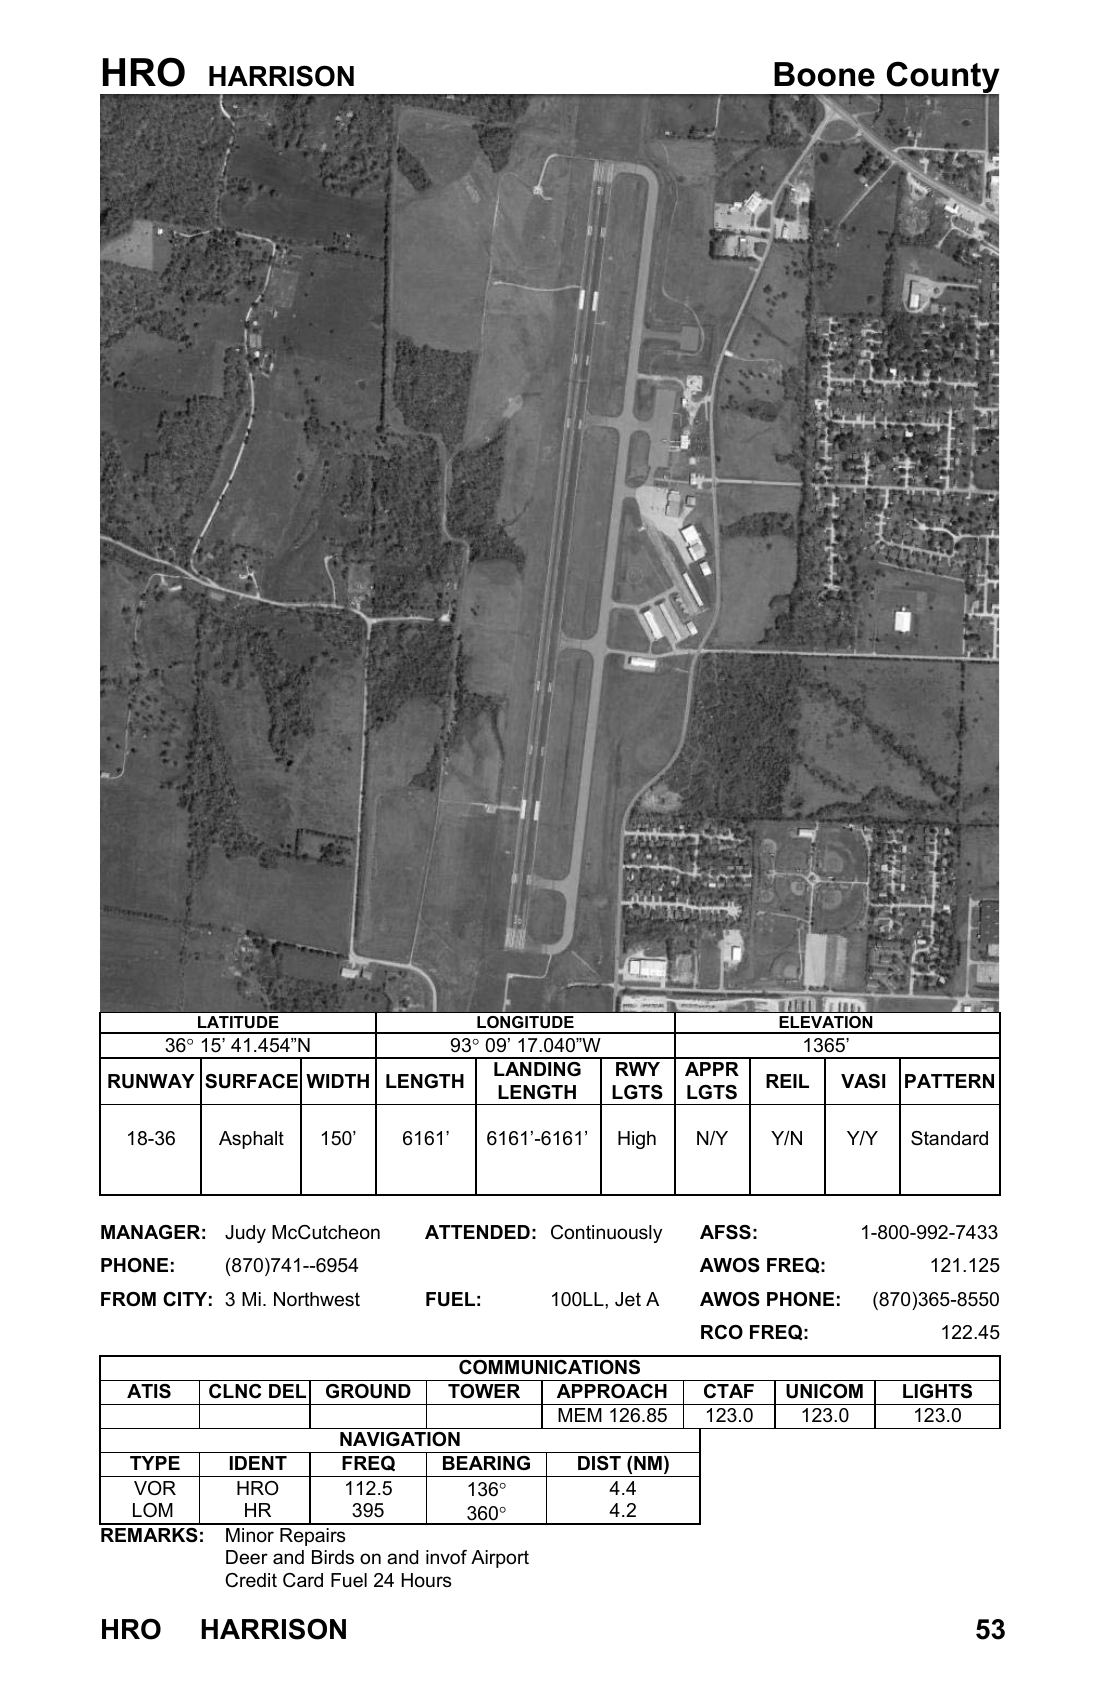 HRO HARRISON Boone County
LATITUDE LONGITUDE ELEVATION
36° 15’ 41.454”N 93° 09’ 17.040”W 1365’
RUNWAY SURFACE WIDTH LENGTH LANDING LENGTH RWY LGTS APPR LGTS REIL VASI PATTERN
18-36 Asphalt 150’ 6161’ 6161’-6161’ High N/Y Y/N Y/Y Standard
MANAGER: Judy McCutcheon ATTENDED: Continuously AFSS: 1-800-992-7433
PHONE: (870)741--6954 AWOS FREQ: 121.125
FROM CITY: 3 Mi. Northwest FUEL: 100LL, Jet A AWOS PHONE: (870)365-8550
RCO FREQ: 122.45
COMMUNICATIONS
ATIS CLNC DEL GROUND TOWER APPROACH CTAF UNICOM LIGHTS
MEM 126.85 123.0 123.0 123.0
NAVIGATION
TYPE IDENT FREQ BEARING DIST (NM)
VOR HRO 112.5 136° 4.4
LOM HR 395 360° 4.2
REMARKS: Minor Repairs
Deer and Birds on and invof Airport
Credit Card Fuel 24 Hours
HRO HARRISON 53